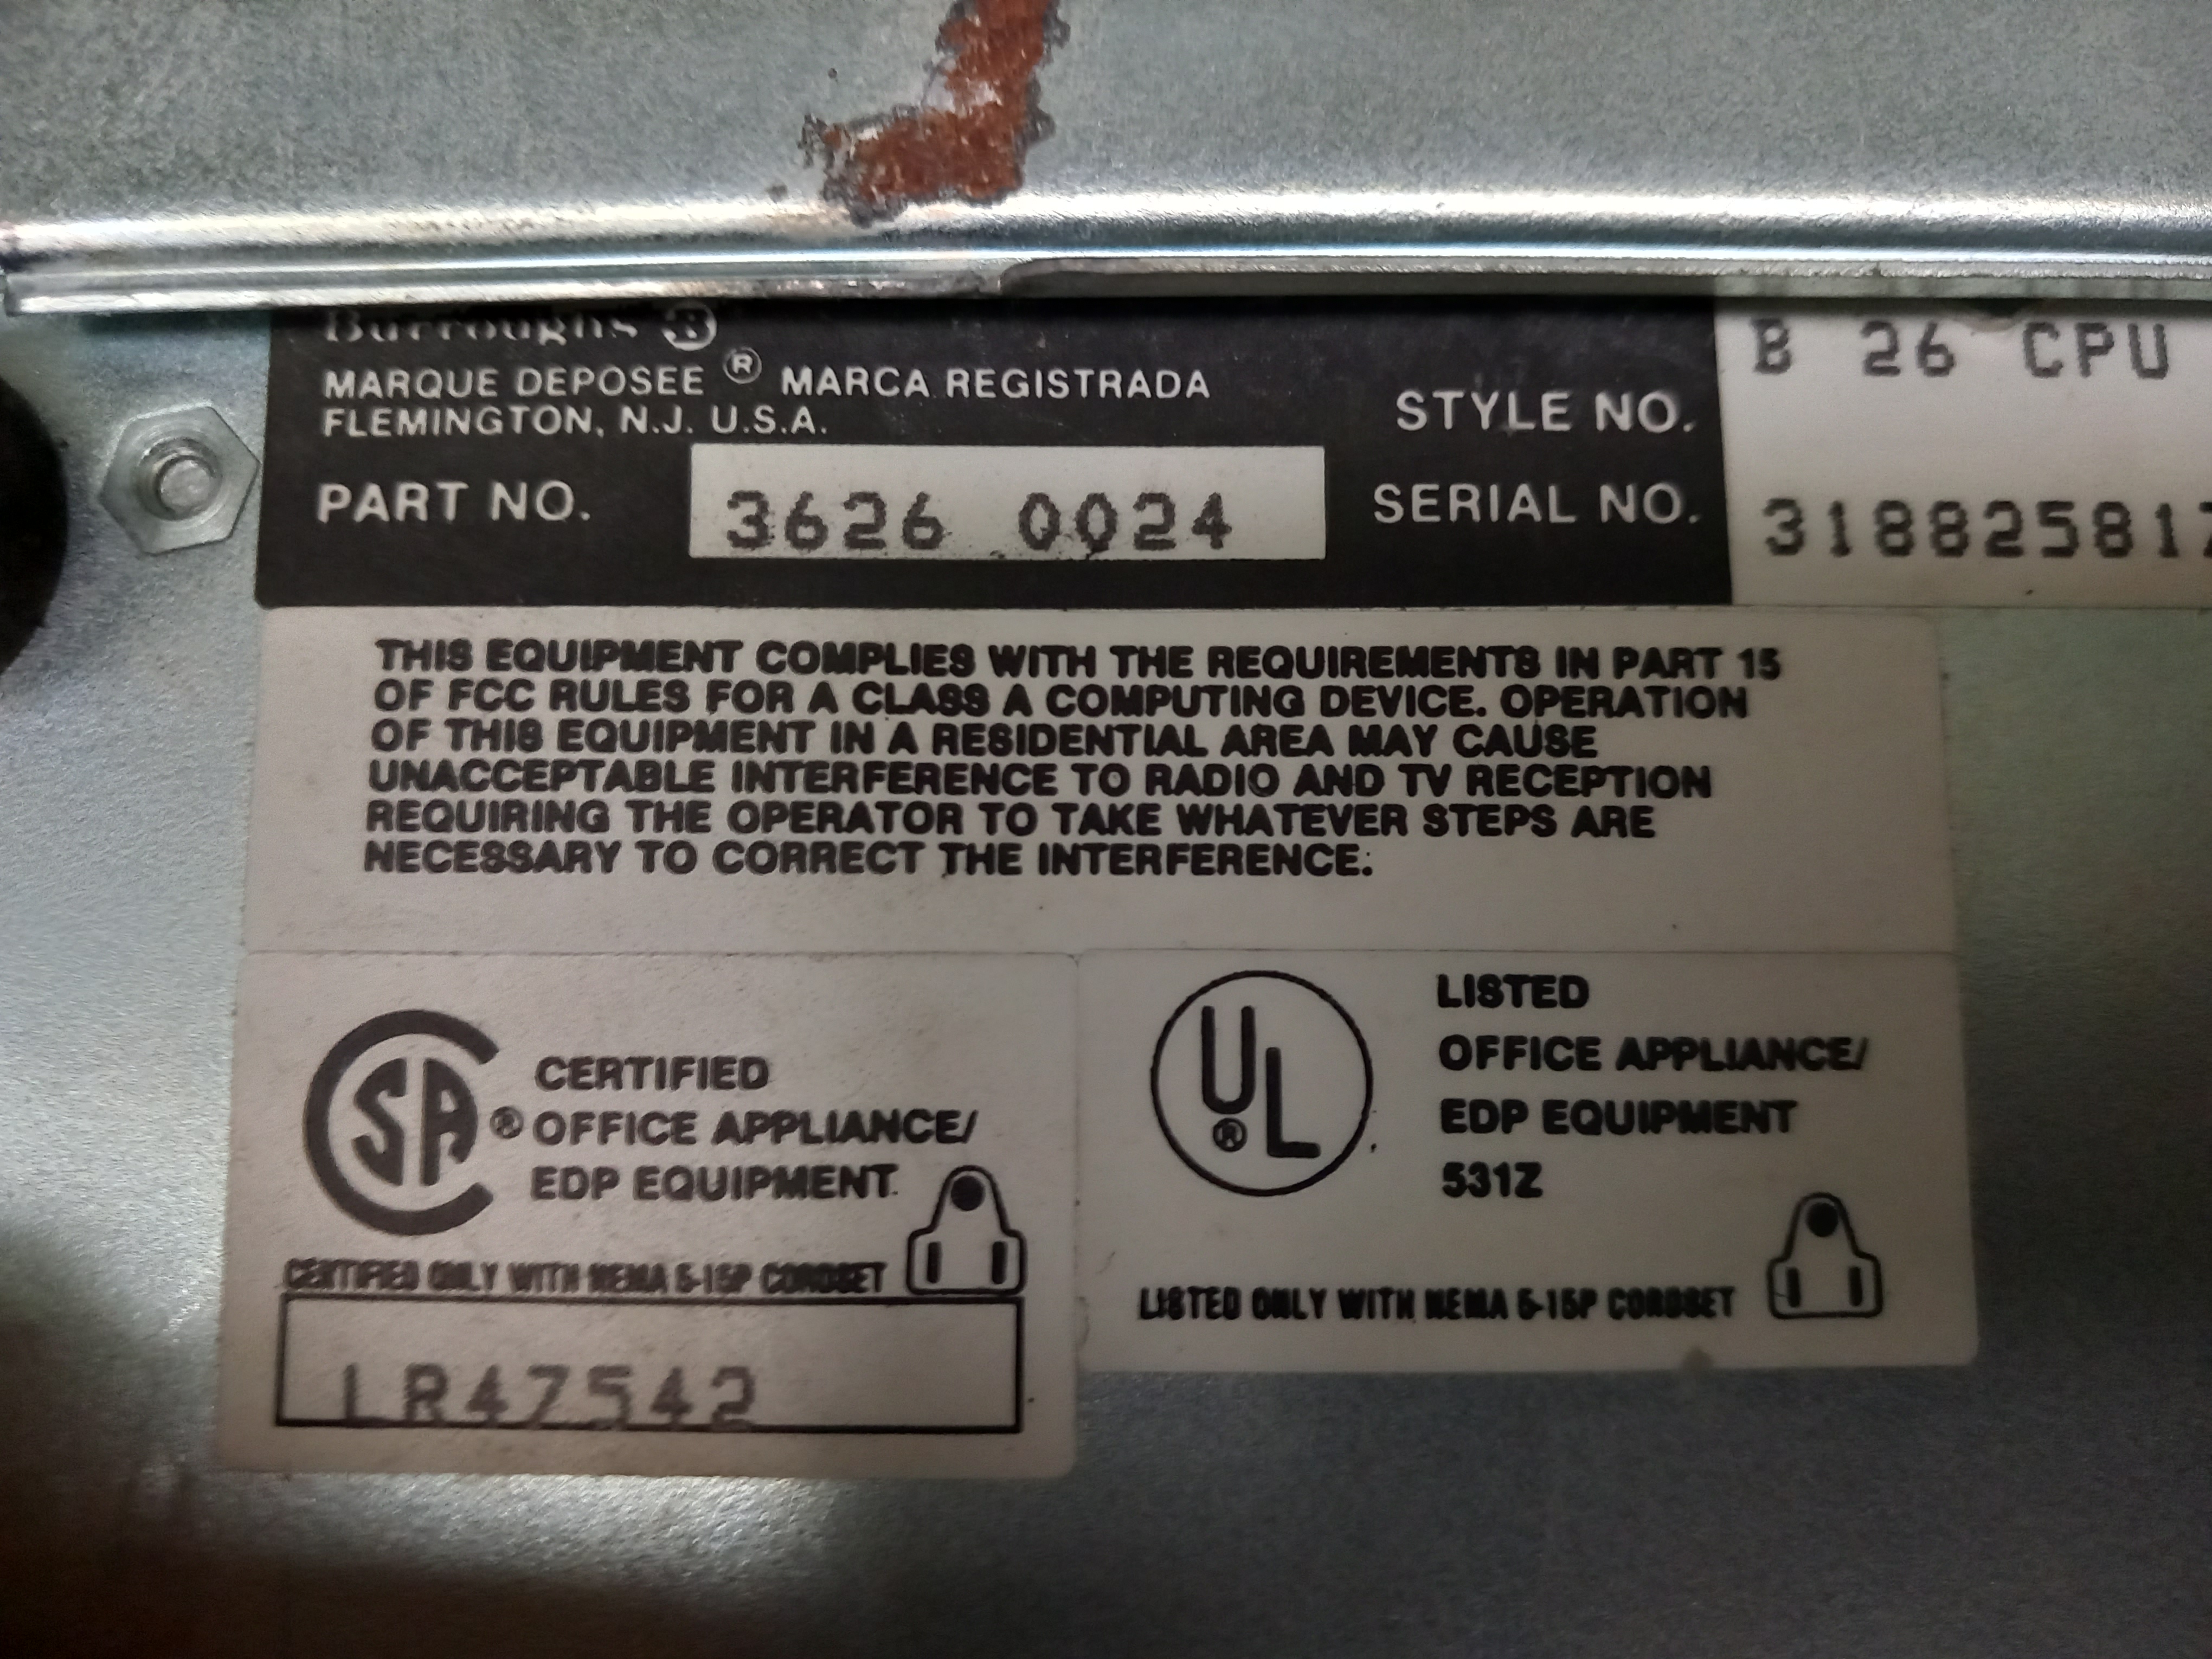 Burroughs B
MARQUE DEPOSEE ® MARCA REGISTRADA
FLEMINGTON, N.J. U.S.A.
PART NO. 3626 0024
STYLE NO. B 26 CPU
SERIAL NO. 318825817
THIS EQUIPMENT COMPLIES WITH THE REQUIREMENTS IN PART 15
OF FCC RULES FOR A CLASS A COMPUTING DEVICE. OPERATION
OF THIS EQUIPMENT IN A RESIDENTIAL AREA MAY CAUSE
UNACCEPTABLE INTERFERENCE TO RADIO AND TV RECEPTION
REQUIRING THE OPERATOR TO TAKE WHATEVER STEPS ARE
NECESSARY TO CORRECT THE INTERFERENCE.
SA ® CERTIFIED
OFFICE APPLIANCE/
EDP EQUIPMENT
CERTIFIED ONLY WITH NEMA 5-15P CORDSET
LR47542
UL ® LISTED
OFFICE APPLIANCE/
EDP EQUIPMENT
531Z
LISTED ONLY WITH NEMA 5-15P CORDSET